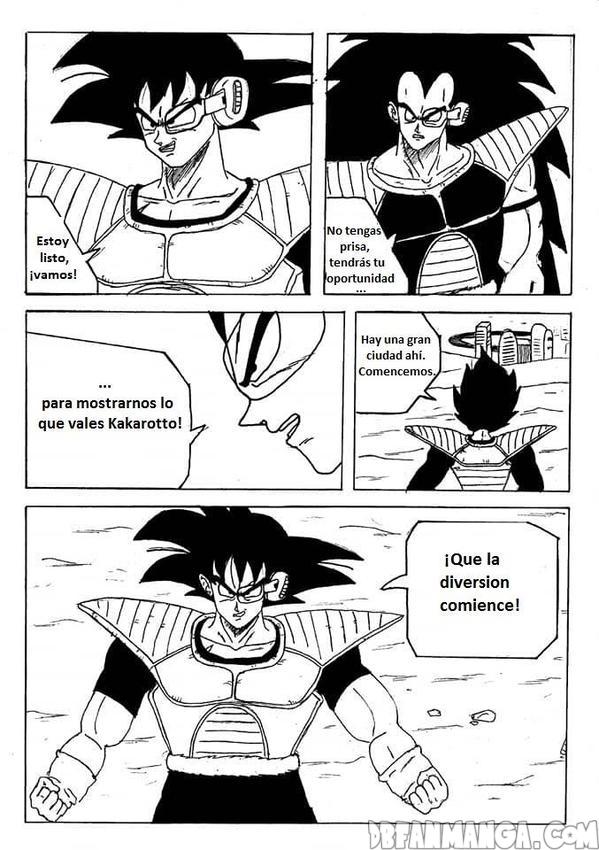 Estoy
listo,
¡vamos!
No tengas
prisa,
tendrás tu
oportunidad
...
...
para mostrarnos lo
que vales Kakarotto!
Hay una gran
ciudad ahí.
Comencemos.
¡Que la
diversion
comience!
DBFANMANGA.COM